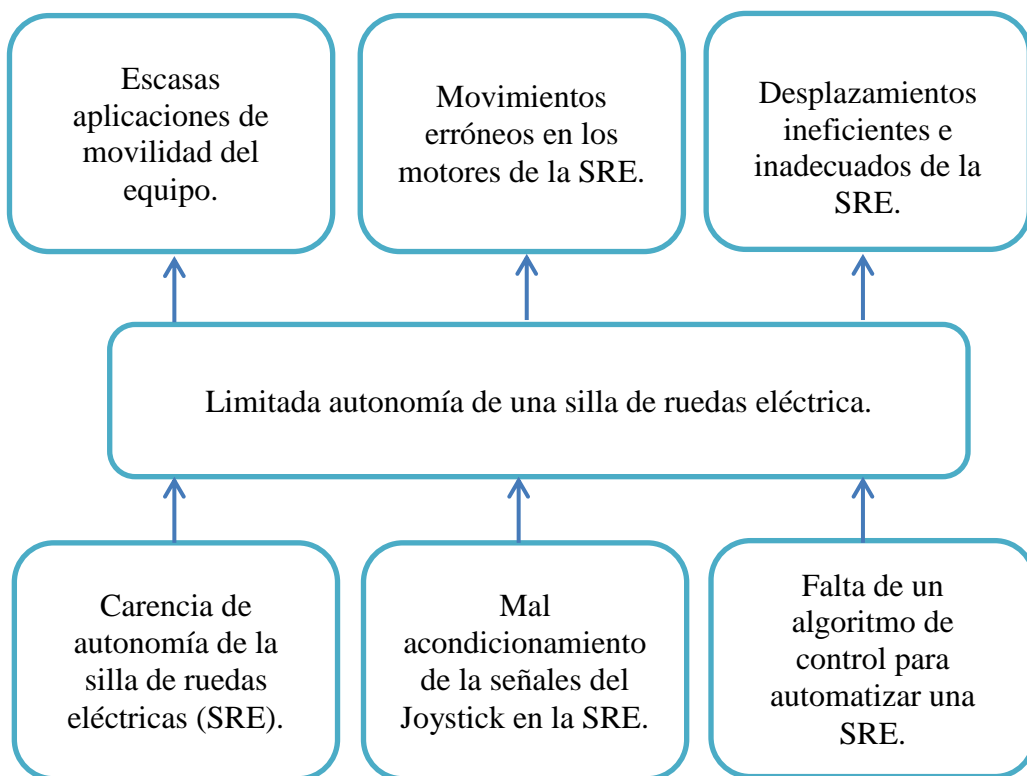 Escasas
aplicaciones de
movilidad del
equipo.
Movimientos
erróneos en los
motores de la SRE.
Desplazamientos
ineficientes e
inadecuados de la
SRE.
Limitada autonomía de una silla de ruedas eléctrica.
Carencia de
autonomía de la
silla de ruedas
eléctricas (SRE).
Mal
acondicionamiento
de la señales del
Joystick en la SRE.
Falta de un
algoritmo de
control para
automatizar una
SRE.